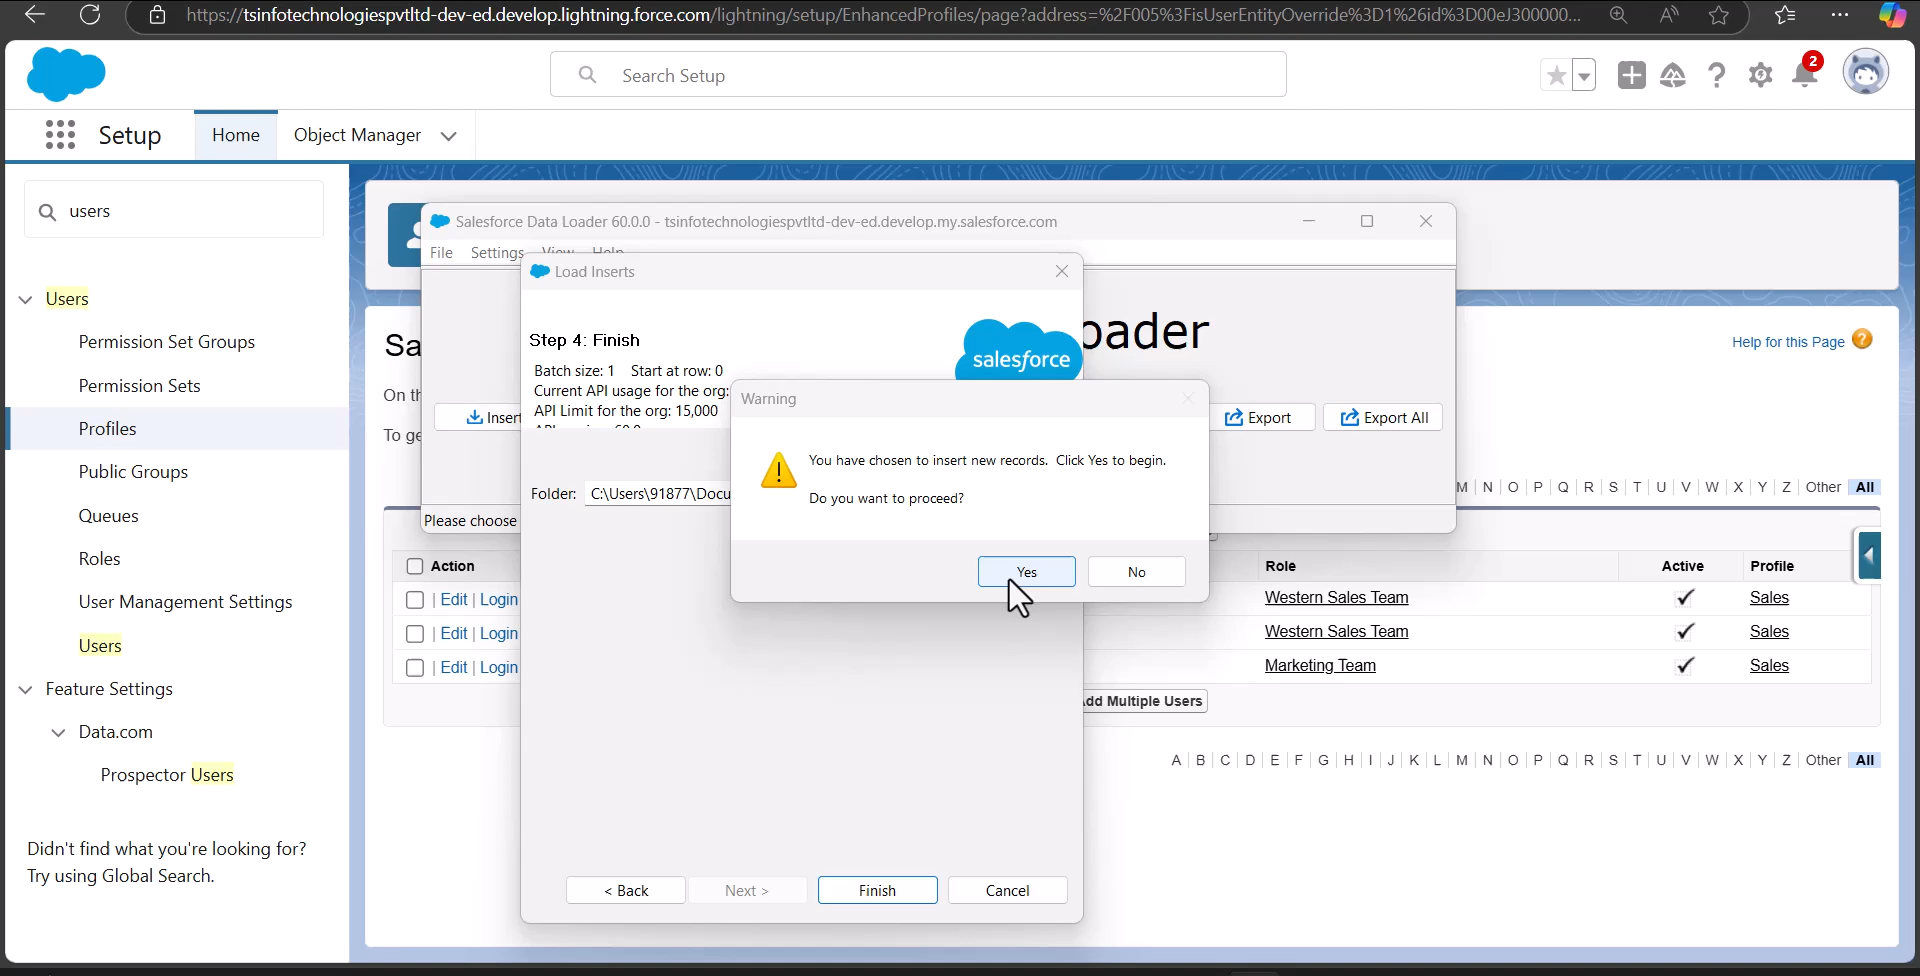 https://tsinfotechnologiespvtltd-dev-ed.develop.lightning.force.com/lightning/setup/EnhancedProfiles/page?address=%2F005%3FisUserEntityOverride%3D1%26id%3D00eJ300000...
Search Setup
2
Setup
Home
Object Manager
users
Users
Permission Set Groups
Permission Sets
Profiles
Public Groups
Queues
Roles
User Management Settings
Users
Feature Settings
Data.com
Prospector Users
Didn't find what you're looking for?
Try using Global Search.
Salesforce Data Loader 60.0.0 - tsinfotechnologiespvtltd-dev-ed.develop.my.salesforce.com
File Settings View Help
Load Inserts
Step 4: Finish
salesforce
Batch size: 1 Start at row: 0
Current API usage for the org:
API Limit for the org: 15,000
Folder: C:\Users\91877\Docu
Warning
You have chosen to insert new records. Click Yes to begin.
Do you want to proceed?
Yes No
< Back Next > Finish Cancel
oader
Insert
Export
Export All
Please choose
Sa
On th
To ge
Help for this Page
M | N | O | P | Q | R | S | T | U | V | W | X | Y | Z | Other | All
Action Role Active Profile
| Edit | Login Western Sales Team Sales
| Edit | Login Western Sales Team Sales
| Edit | Login Marketing Team Sales
dd Multiple Users
A | B | C | D | E | F | G | H | I | J | K | L | M | N | O | P | Q | R | S | T | U | V | W | X | Y | Z | Other | All